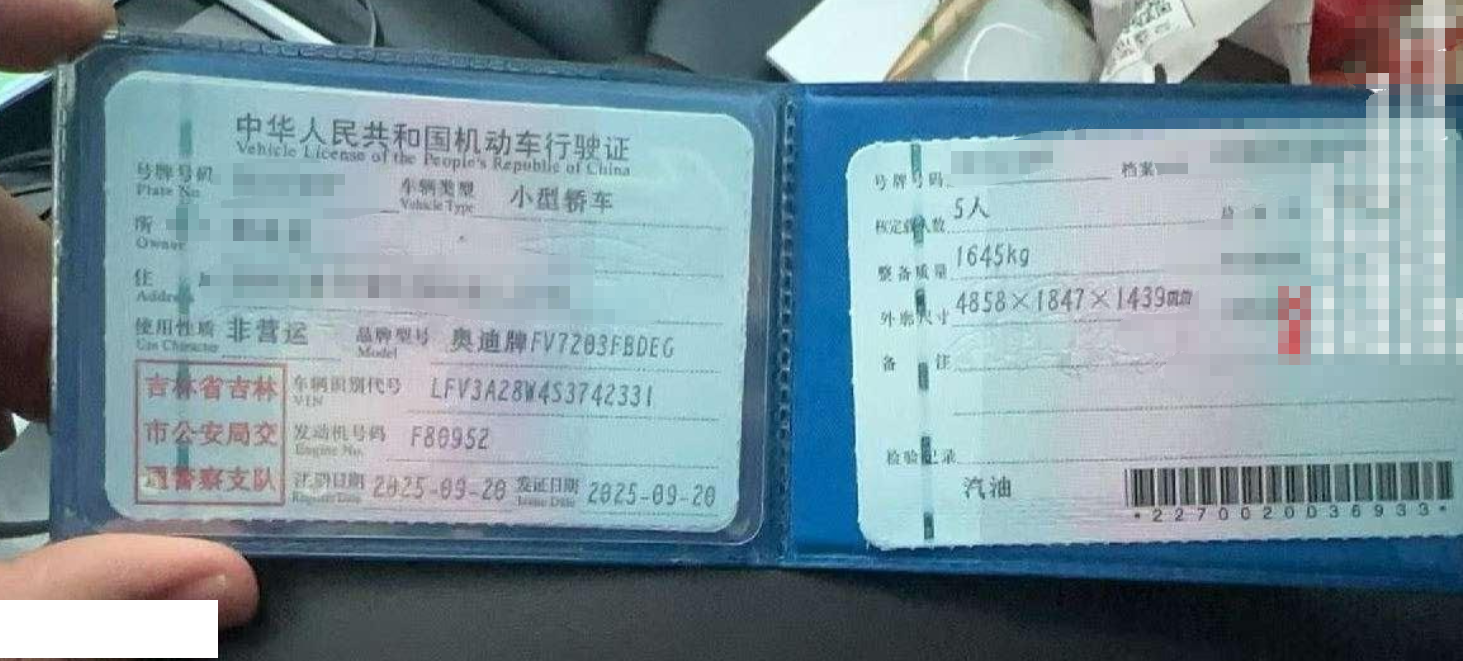 中华人民共和国机动车行驶证
Vehicle License of the People's Republic of China
号牌号码
Plate No.
车辆类型 小型轿车
Vehicle Type
所
Owner
住
Address
使用性质 非营运 品牌型号 奥迪牌FV7203FBDEG
Use Character Model
吉林省吉林
市公安局交
通警察支队
车辆识别代号 LFV3A28W4S3742331
VIN
发动机号码 F80952
Engine No.
注册日期 2025-09-20 发证日期 2025-09-20
Register Date Issue Date
号牌号码 档案
核定载人数 5人
整备质量 1645kg
外廓尺寸 4858×1847×1439mm
备 注
检验记录
汽油
*2270020036933*